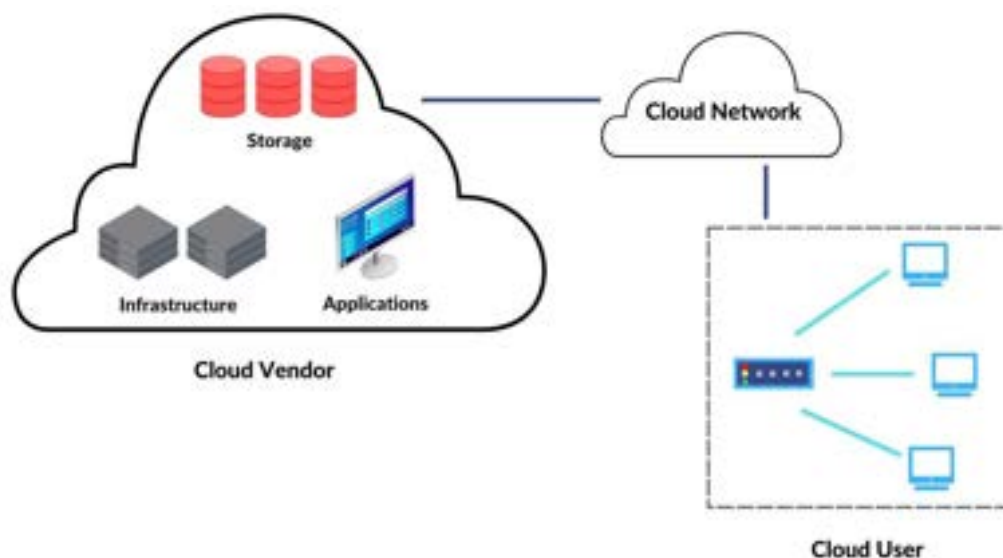 Storage
Cloud Network
Infrastructure
Applications
Cloud Vendor
Cloud User